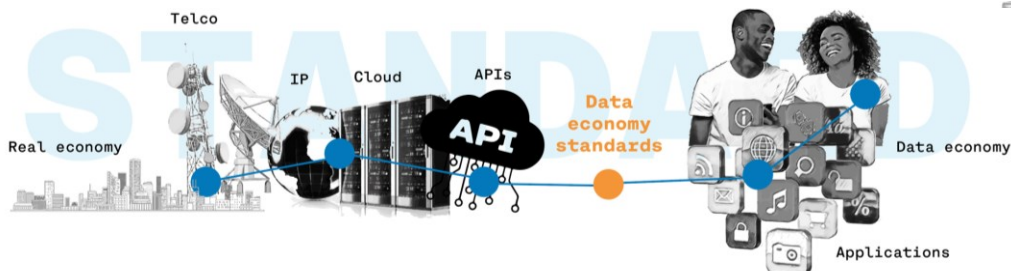 STANDARD
Telco
IP
Cloud
APIs
API
Data
economy
standards
Real economy
Data economy
Applications